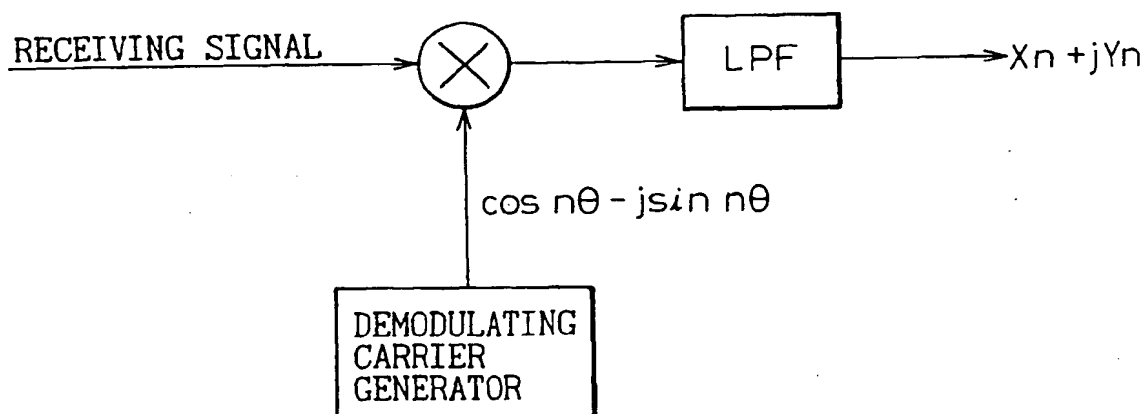 RECEIVING SIGNAL
LPF
Xn +jYn
cos nθ - jsin nθ
DEMODULATING
CARRIER
GENERATOR